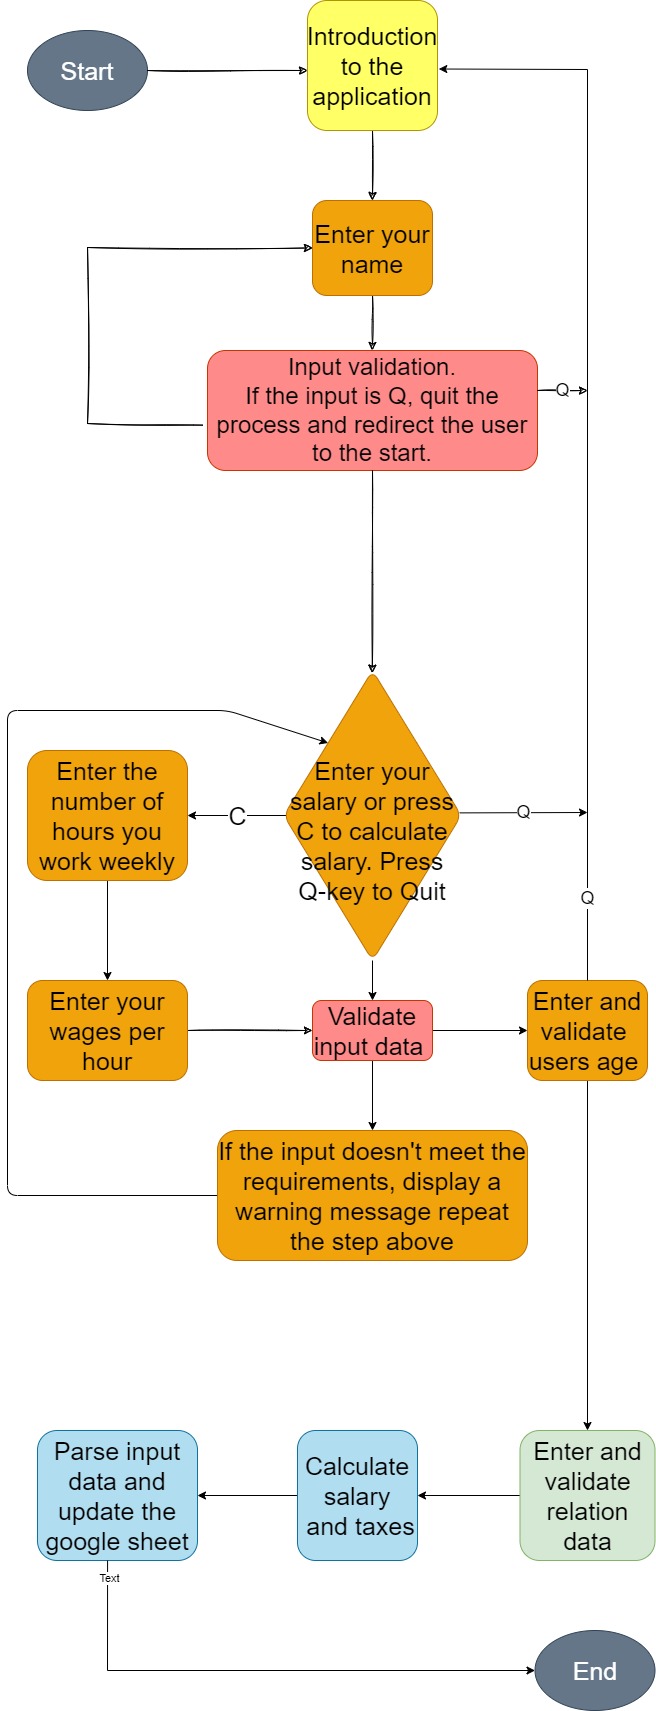 Introduction
to the
application
Start
Enter your
name
Input validation.
If the input is Q, quit the
process and redirect the user
to the start.
Q
Enter your
salary or press
C to calculate
salary. Press
Q-key to Quit
Q
C
Enter the
number of
hours you
work weekly
Q
Enter your
wages per
hour
Validate
input data
Enter and
validate
users age
If the input doesn't meet the
requirements, display a
warning message repeat
the step above
Parse input
data and
update the
google sheet
Calculate
salary
and taxes
Enter and
validate
relation
data
Text
End